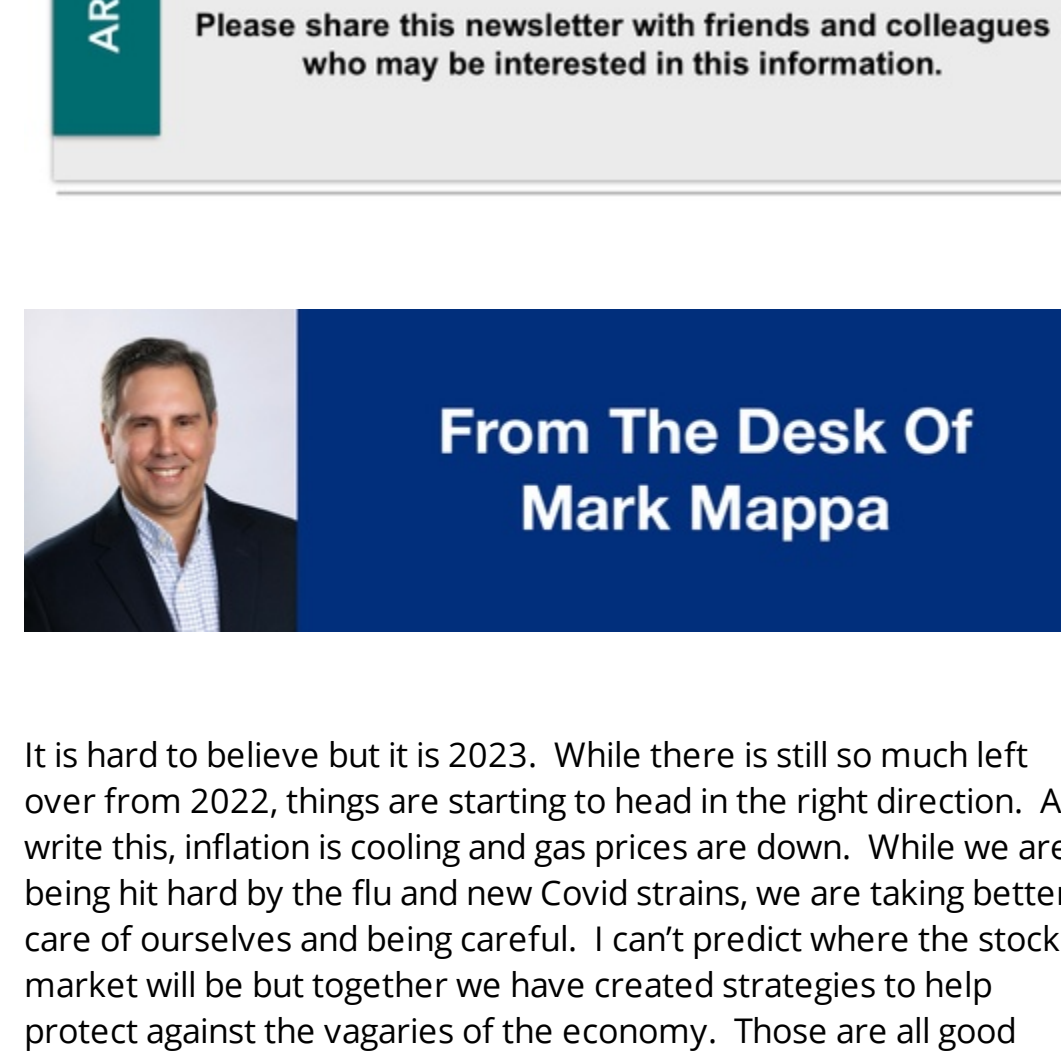 AR
Please share this newsletter with friends and colleagues
who may be interested in this information.
From The Desk Of
Mark Mappa
It is hard to believe but it is 2023.  While there is still so much left
over from 2022, things are starting to head in the right direction.  A
write this, inflation is cooling and gas prices are down.  While we are
being hit hard by the flu and new Covid strains, we are taking better
care of ourselves and being careful.  I can’t predict where the stock
market will be but together we have created strategies to help
protect against the vagaries of the economy.  Those are all good